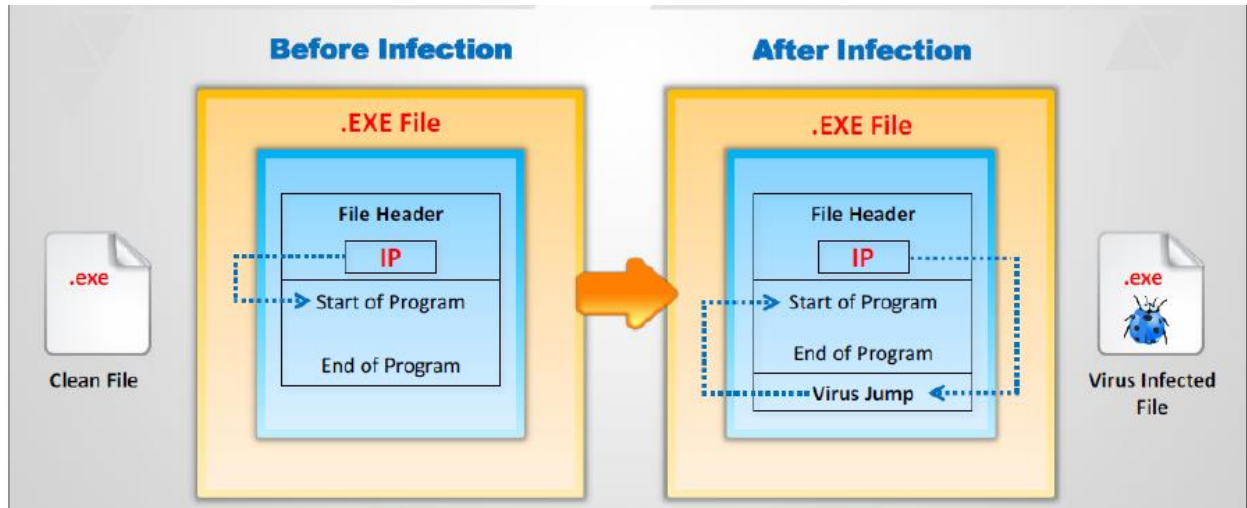 Before Infection
After Infection
.EXE File
File Header
IP
Start of Program
End of Program
.exe
Clean File
.EXE File
File Header
IP
Start of Program
End of Program
Virus Jump
.exe
Virus Infected
File